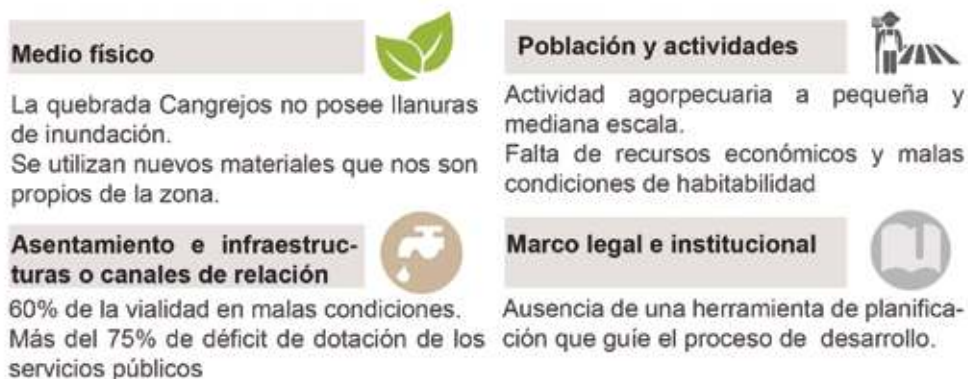 Medio físico
La quebrada Cangrejos no posee llanuras
de inundación.
Se utilizan nuevos materiales que nos son
propios de la zona.
Población y actividades
Actividad agorpecuaria a pequeña y
mediana escala.
Falta de recursos económicos y malas
condiciones de habitabilidad
Asentamiento e infraestruc-
turas o canales de relación
60% de la vialidad en malas condiciones.
Más del 75% de déficit de dotación de los
servicios públicos
Marco legal e institucional
Ausencia de una herramienta de planifica-
ción que guíe el proceso de desarrollo.